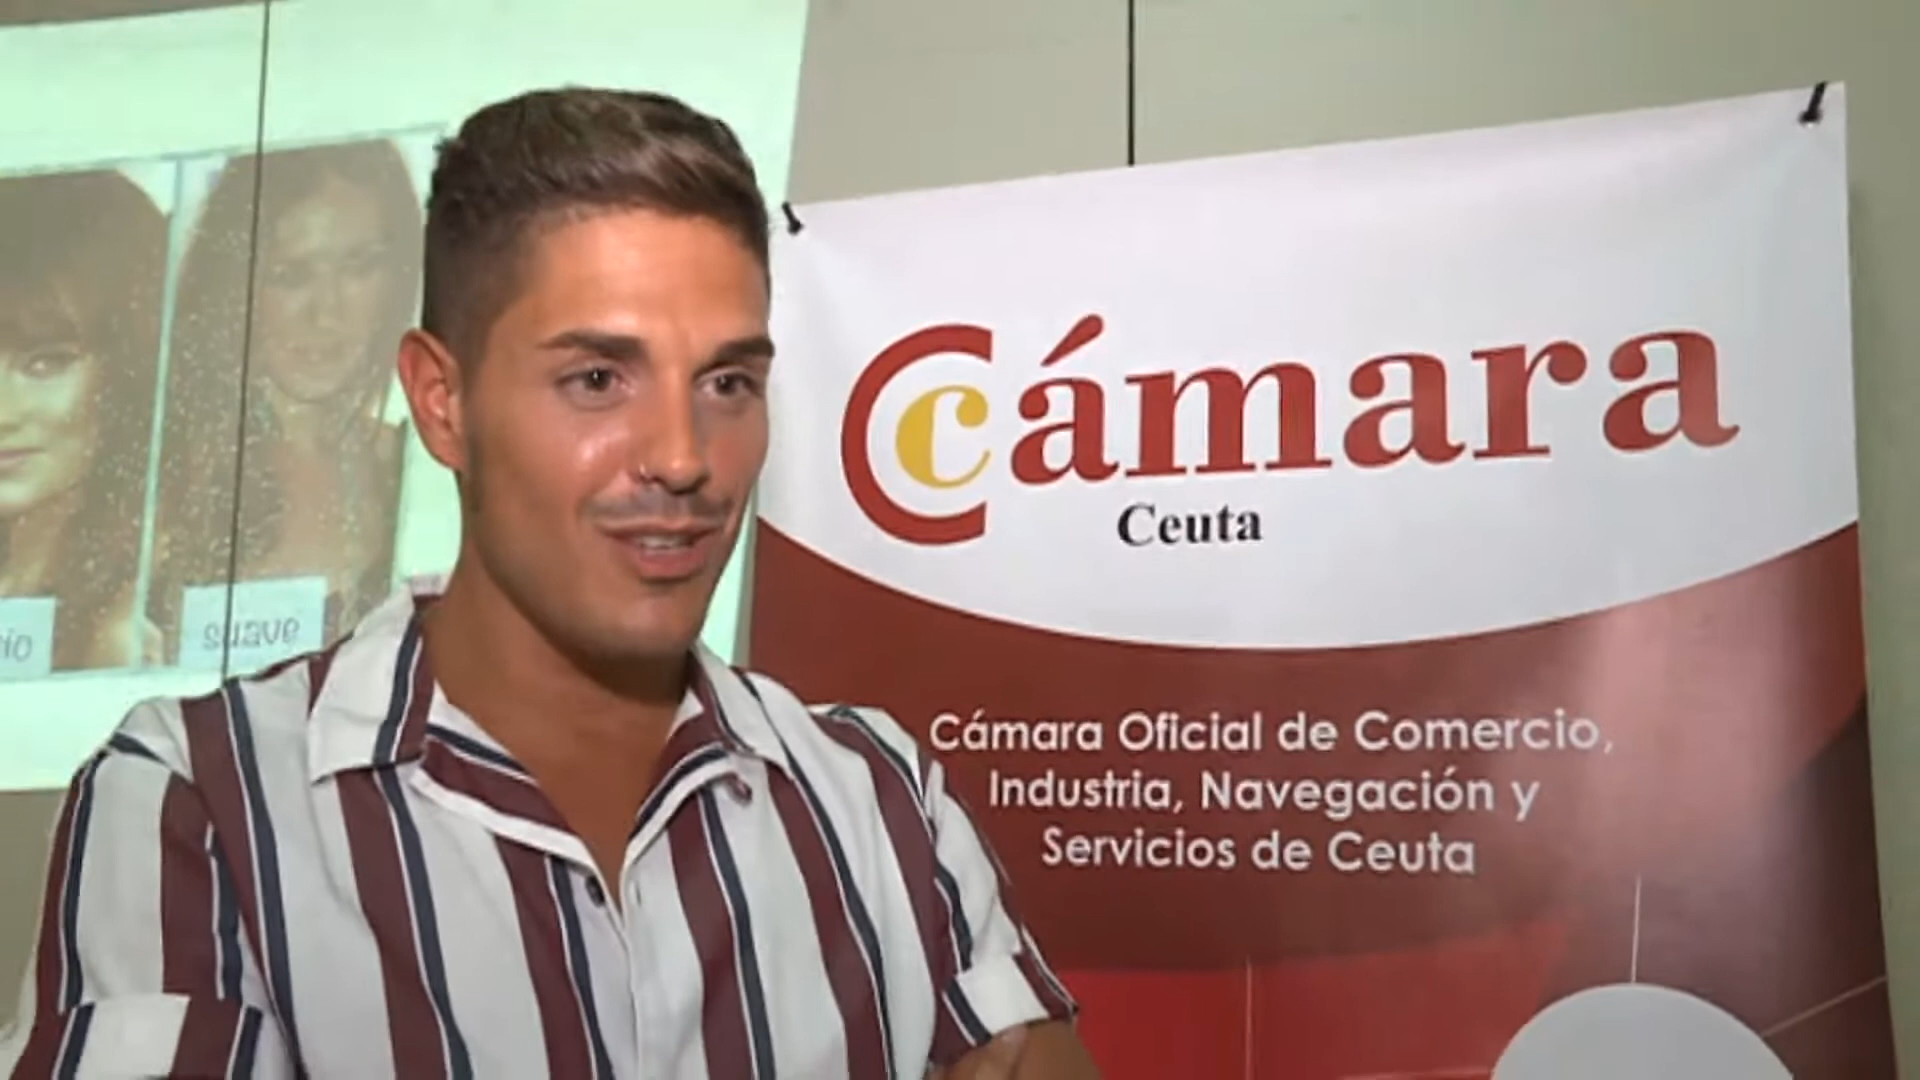 Cámara
Ceuta
Cámara Oficial de Comercio,
Industria, Navegación y
Servicios de Ceuta
suave